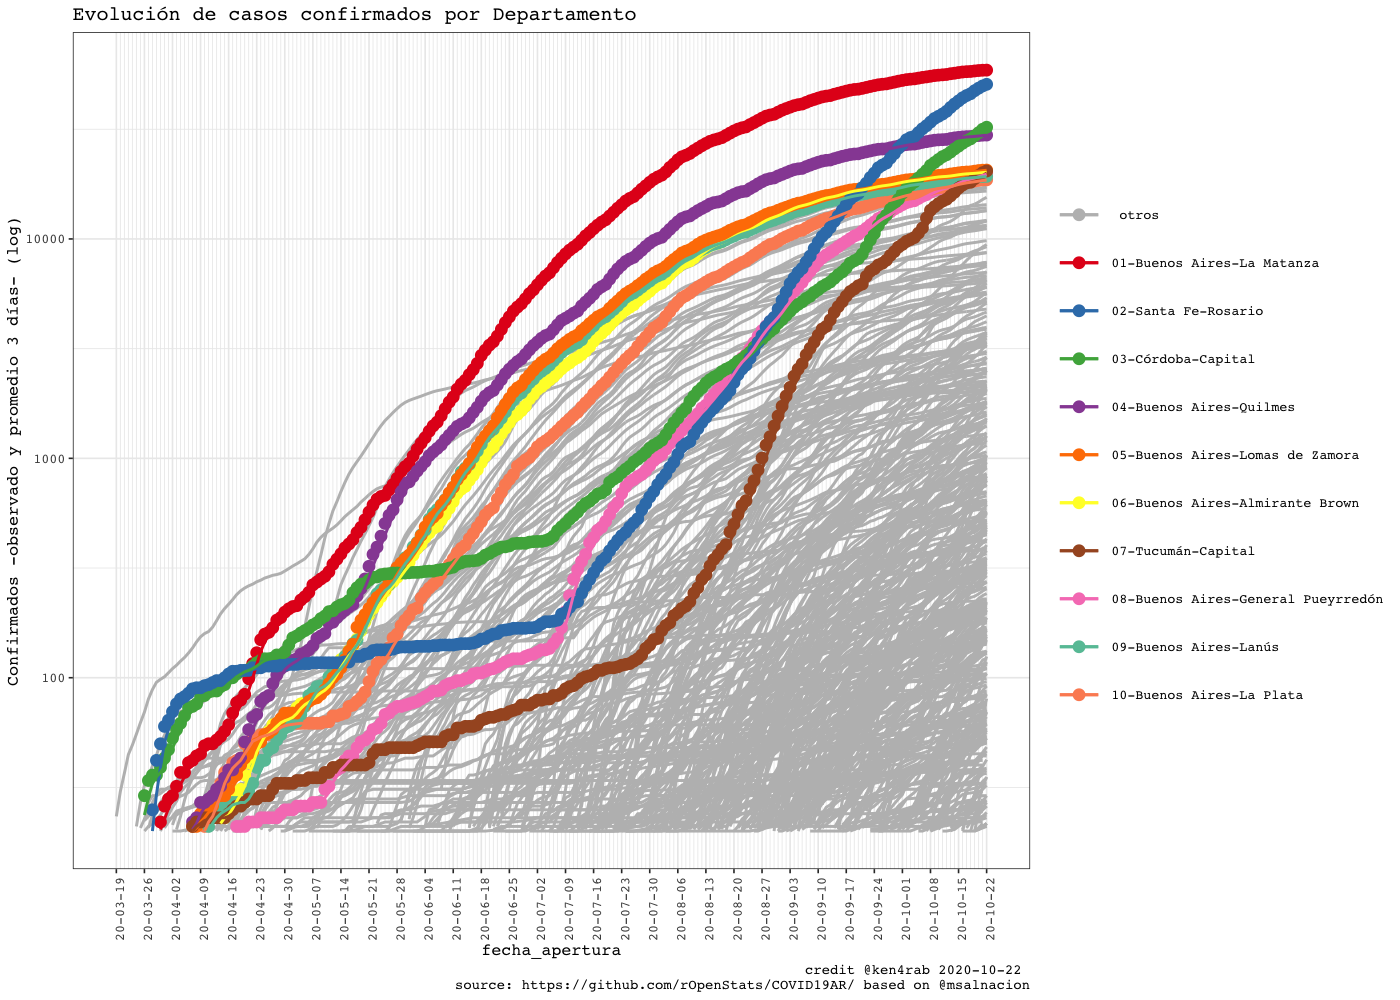 Evolución de casos confirmados por Departamento
Confirmados -observado y promedio 3 días- (log)
10000
1000
100
20-03-19
20-03-26
20-04-02
20-04-09
20-04-16
20-04-23
20-04-30
20-05-07
20-05-14
20-05-21
20-05-28
20-06-04
20-06-11
20-06-18
20-06-25
20-07-02
20-07-09
20-07-16
20-07-23
20-07-30
20-08-06
20-08-13
20-08-20
20-08-27
20-09-03
20-09-10
20-09-17
20-09-24
20-10-01
20-10-08
20-10-15
20-10-22
fecha_apertura
otros
01-Buenos Aires-La Matanza
02-Santa Fe-Rosario
03-Córdoba-Capital
04-Buenos Aires-Quilmes
05-Buenos Aires-Lomas de Zamora
06-Buenos Aires-Almirante Brown
07-Tucumán-Capital
08-Buenos Aires-General Pueyrredón
09-Buenos Aires-Lanús
10-Buenos Aires-La Plata
credit @ken4rab 2020-10-22
source: https://github.com/rOpenStats/COVID19AR/ based on @msalnacion